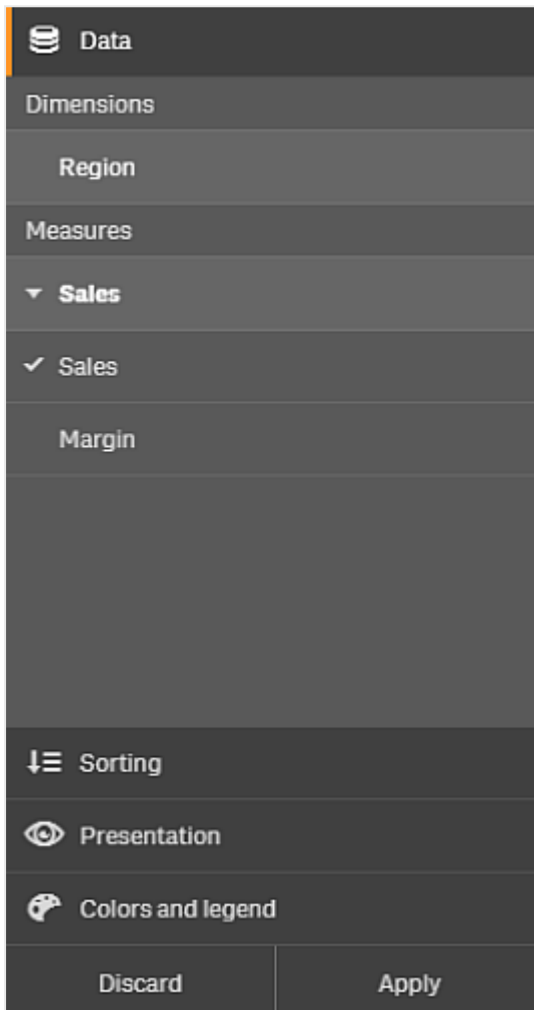 Data
Dimensions
Region
Measures
Sales
Sales
Margin
Sorting
Presentation
Colors and legend
Discard Apply